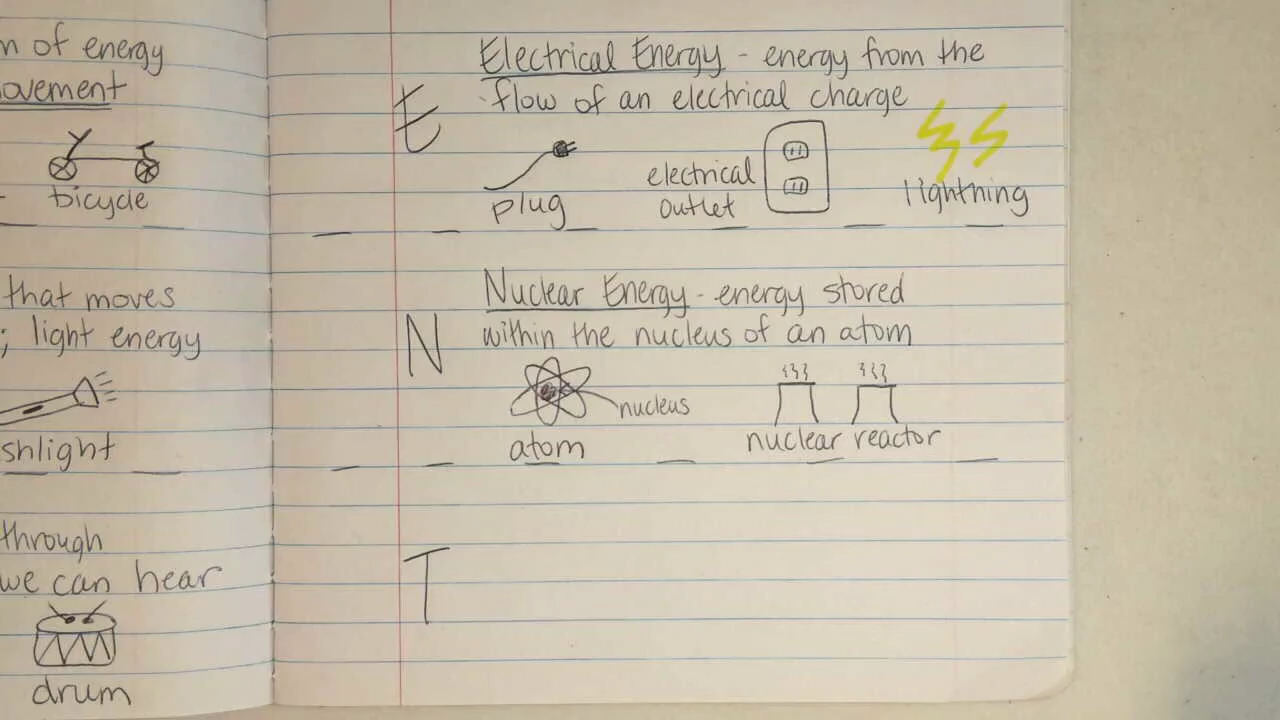 of energy
movement
bicycle
that moves
; light energy
through
we can hear
drum
E
Electrical Energy - energy from the
flow of an electrical charge
plug
electrical
outlet
lightning
N
Nuclear Energy - energy stored
within the nucleus of an atom
nucleus
atom
nuclear reactor
T